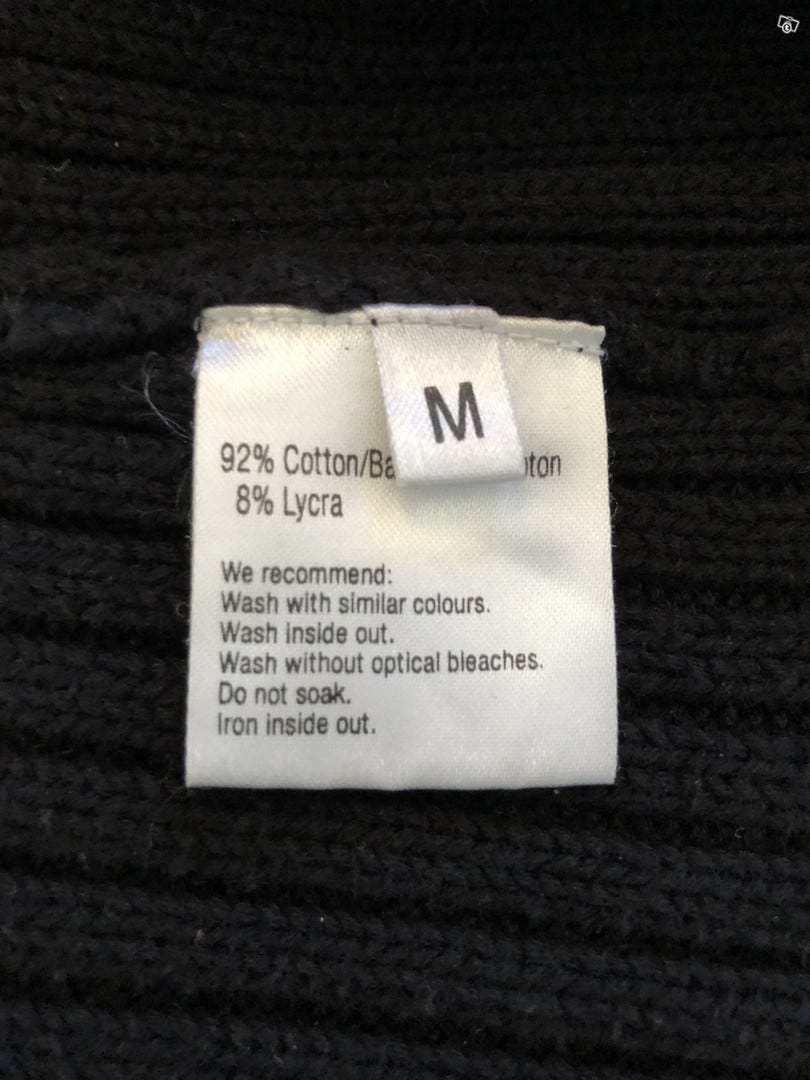 M
92% Cotton/Ba
8% Lycra
We recommend:
Wash with similar colours.
Wash inside out.
Wash without optical bleaches.
Do not soak.
Iron inside out.